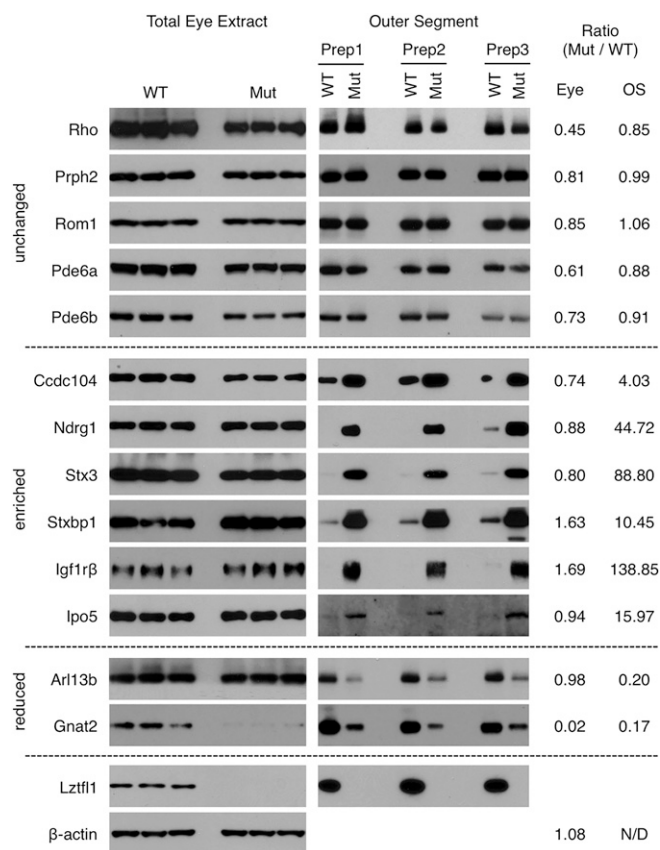 Total Eye Extract Outer Segment Ratio
(Mut / WT)
Prep1 Prep2 Prep3
WT Mut WT Mut WT Mut WT Mut Eye OS
unchanged
Rho 0.45 0.85
Prph2 0.81 0.99
Rom1 0.85 1.06
Pde6a 0.61 0.88
Pde6b 0.73 0.91
enriched
Ccdc104 0.74 4.03
Ndrg1 0.88 44.72
Stx3 0.80 88.80
Stxbp1 1.63 10.45
Igf1rβ 1.69 138.85
Ipo5 0.94 15.97
reduced
Arl13b 0.98 0.20
Gnat2 0.02 0.17
Lztfl1
β-actin 1.08 N/D